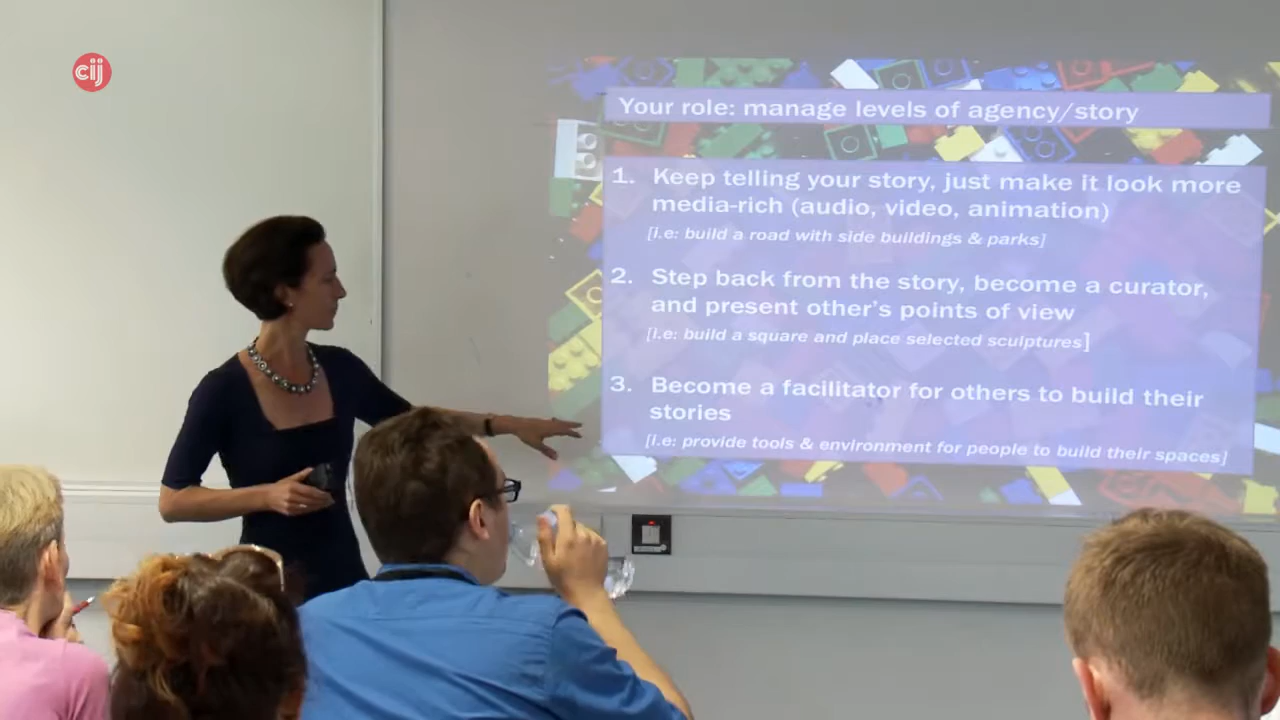 cij
Your role: manage levels of agency/story
1. Keep telling your story, just make it look more
media-rich (audio, video, animation)
[i.e: build a road with side buildings & parks]
2. Step back from the story, become a curator,
and present other's points of view
[i.e: build a square and place selected sculptures]
3. Become a facilitator for others to build their
stories
[i.e: provide tools & environment for people to build their spaces]